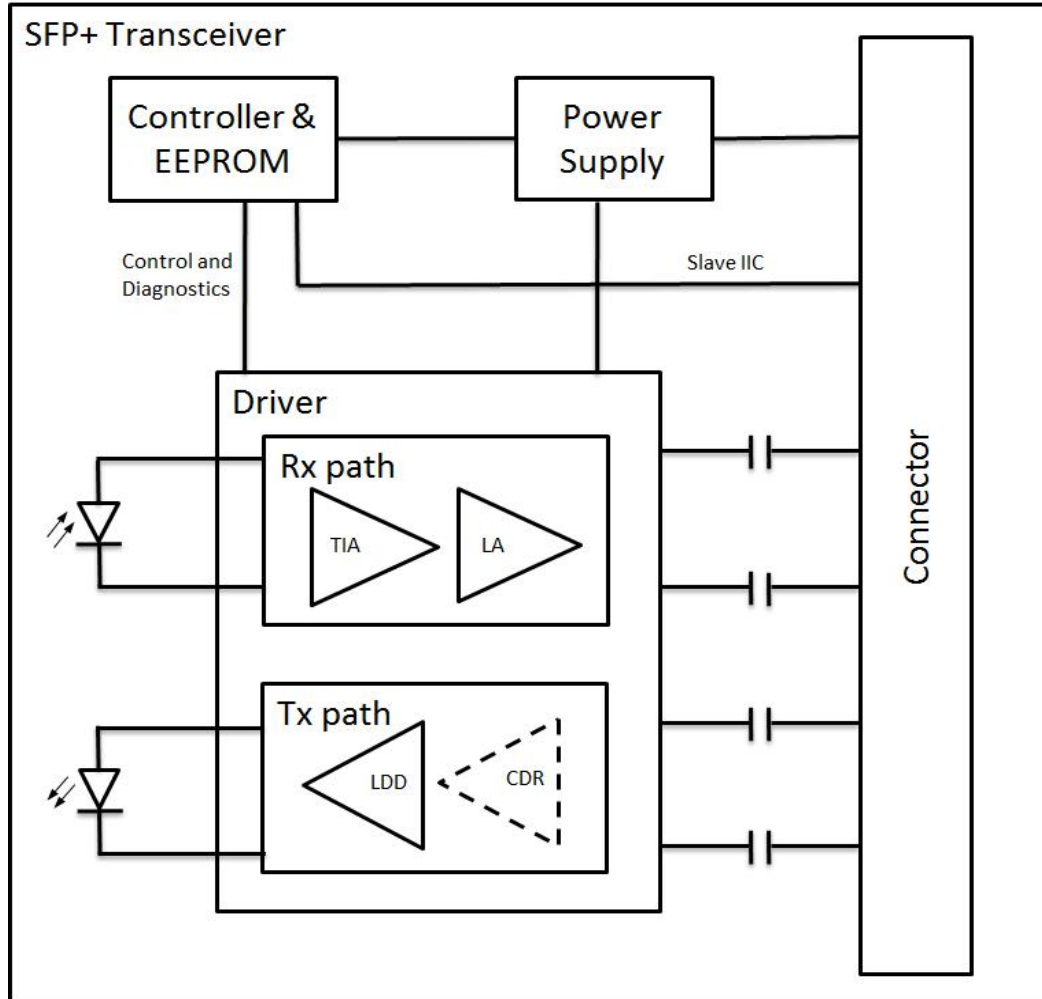 SFP+ Transceiver
Controller &
EEPROM
Power
Supply
Control and
Diagnostics
Slave IIC
Driver
Rx path
TIA
LA
Connector
Tx path
LDD
CDR